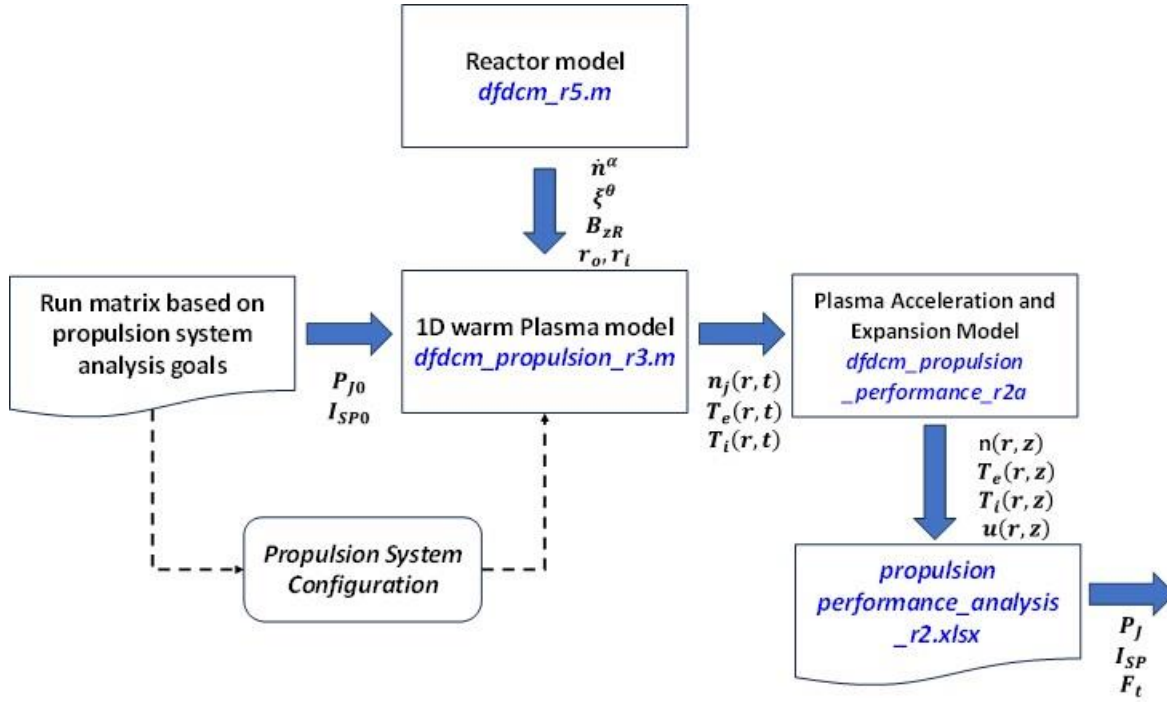 Reactor model
dfdcm_r5.m
ṅ^α
ξ^θ
B_zR
r_o, r_i
Run matrix based on
propulsion system
analysis goals
P_J0
I_SP0
1D warm Plasma model
dfdcm_propulsion_r3.m
n_j(r, t)
T_e(r, t)
T_i(r, t)
Plasma Acceleration and
Expansion Model
dfdcm_propulsion
_performance_r2a
n(r, z)
T_e(r, z)
T_i(r, z)
u(r, z)
Propulsion System
Configuration
propulsion
performance_analysis
_r2.xlsx
P_J
I_SP
F_t